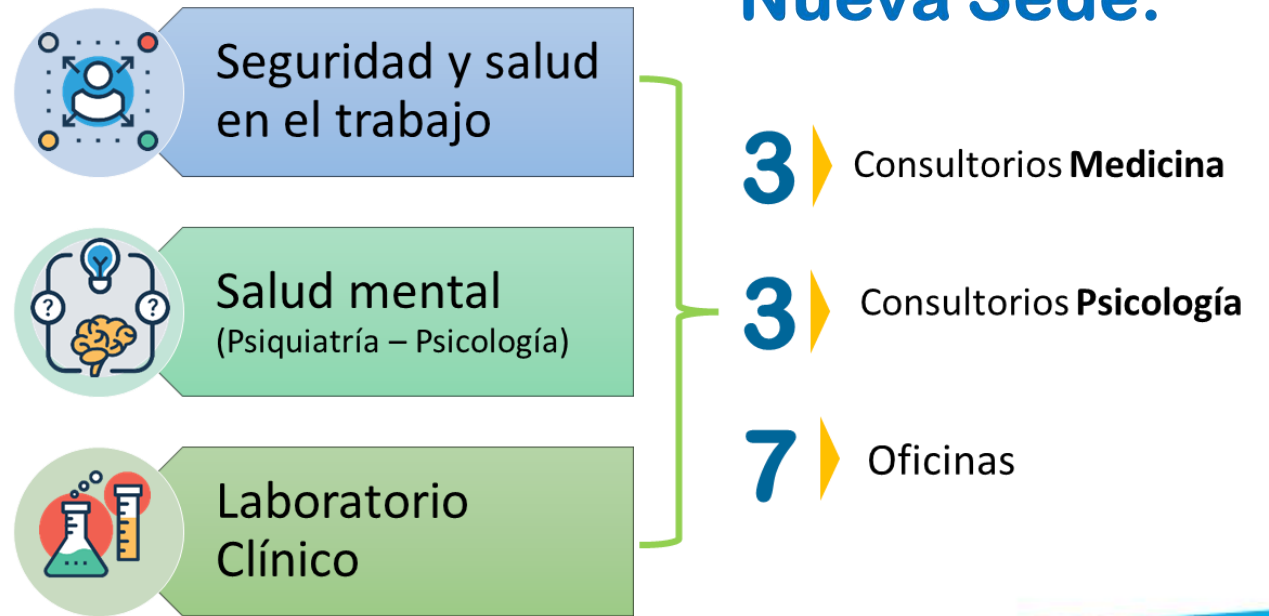 Nueva Sede:
Seguridad y salud
en el trabajo
Salud mental
(Psiquiatría – Psicología)
Laboratorio
Clínico
3 Consultorios Medicina
3 Consultorios Psicología
7 Oficinas
? ?